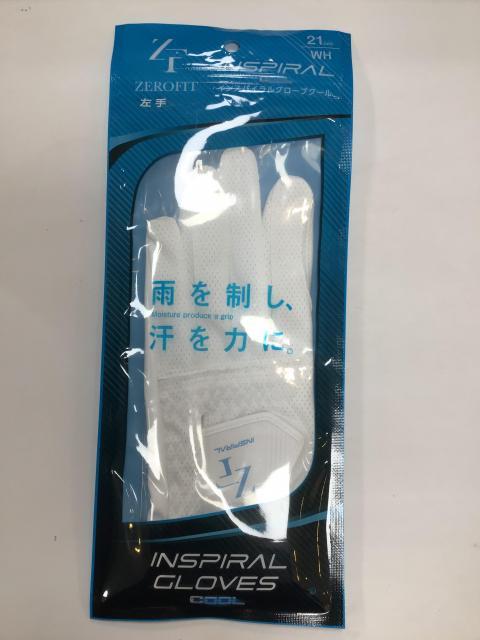 21cm
WH
ZT
INSPIRAL
ZEROFIT
インスパイラルグローブクール
左手
雨を制し、
Moisture produce a grip
汗を力に。
INSPIRAL
ZT
INSPIRAL
GLOVES
COOL